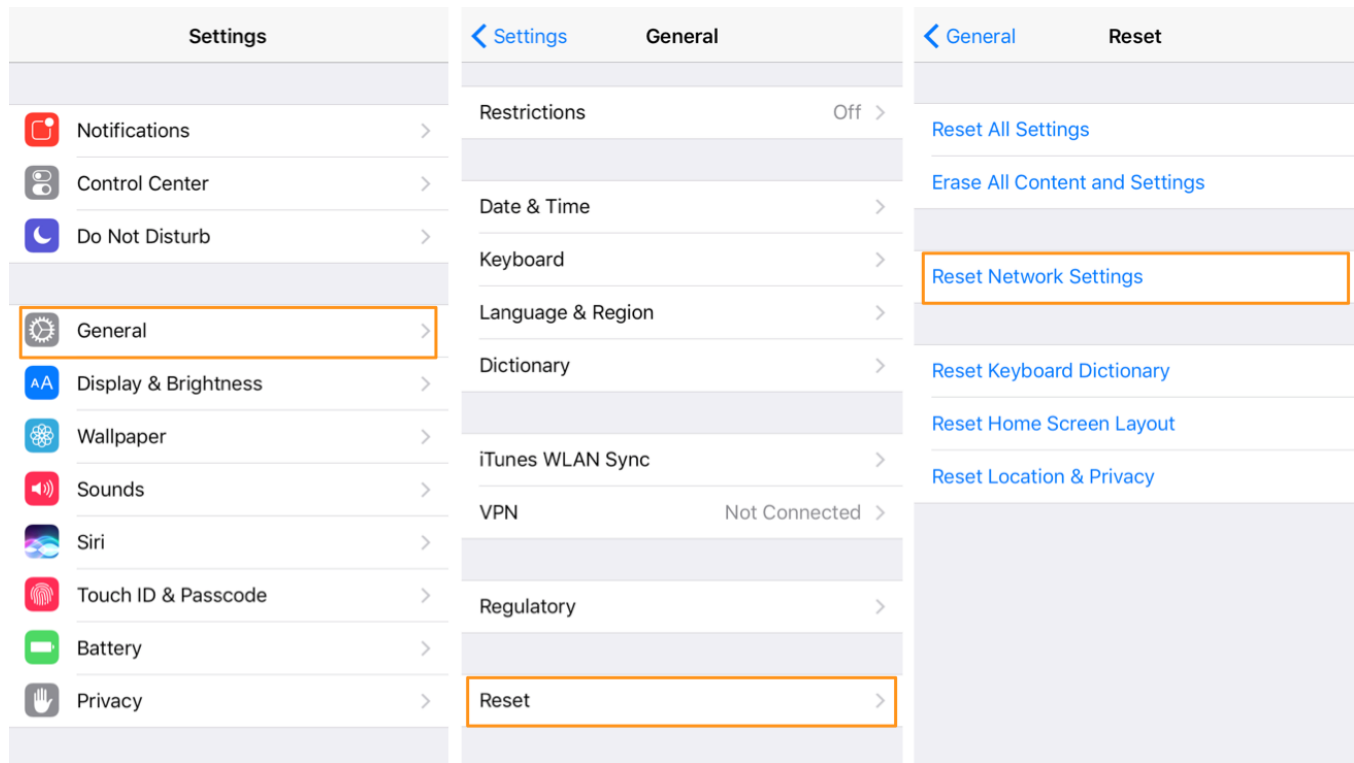 Settings
Notifications
Control Center
Do Not Disturb
General
AA Display & Brightness
Wallpaper
Sounds
Siri
Touch ID & Passcode
Battery
Privacy
Settings General
Restrictions Off
Date & Time
Keyboard
Language & Region
Dictionary
iTunes WLAN Sync
VPN Not Connected
Regulatory
Reset
General Reset
Reset All Settings
Erase All Content and Settings
Reset Network Settings
Reset Keyboard Dictionary
Reset Home Screen Layout
Reset Location & Privacy